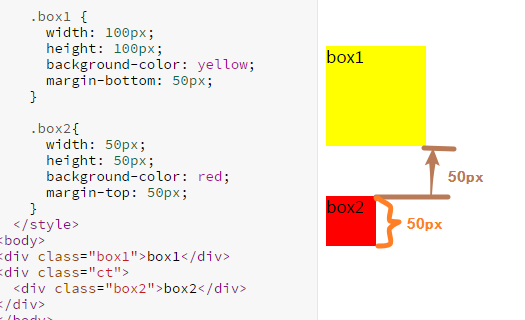 .box1 {
width: 100px;
height: 100px;
background-color: yellow;
margin-bottom: 50px;
}
.box2{
width: 50px;
height: 50px;
background-color: red;
margin-top: 50px;
}
</style>
<body>
<div class="box1">box1</div>
<div class="ct">
<div class="box2">box2</div>
</div>
</body>
box1
50px
box2
50px